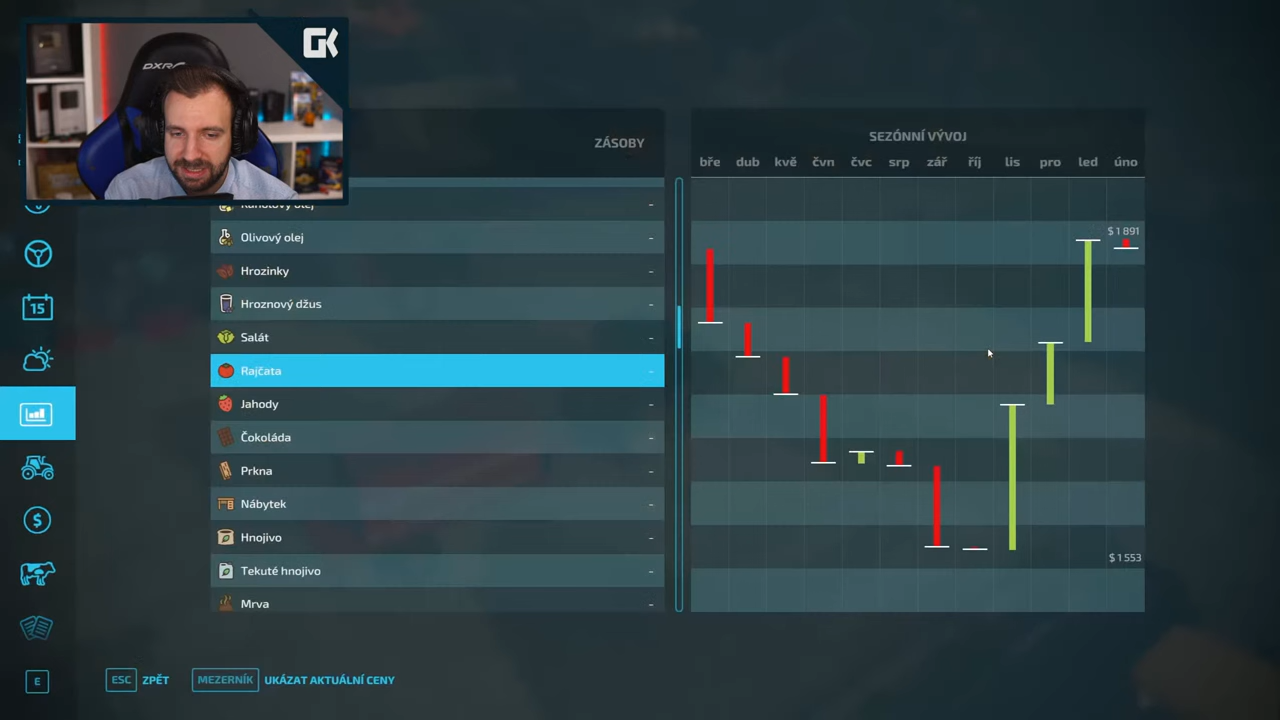 DXR
GK
ZÁSOBY
SEZÓNNÍ VÝVOJ
bře dub kvě čvn čvc srp zář říj lis pro led úno
Olivový olej -
Hrozinky -
Hroznový džus -
Salát -
Rajčata -
Jahody -
Čokoláda -
Prkna -
Nábytek -
Hnojivo -
Tekuté hnojivo -
Mrva -
$ 1 891
$ 1 553
15
E
ESC ZPĚT MEZERNÍK UKÁZAT AKTUÁLNÍ CENY